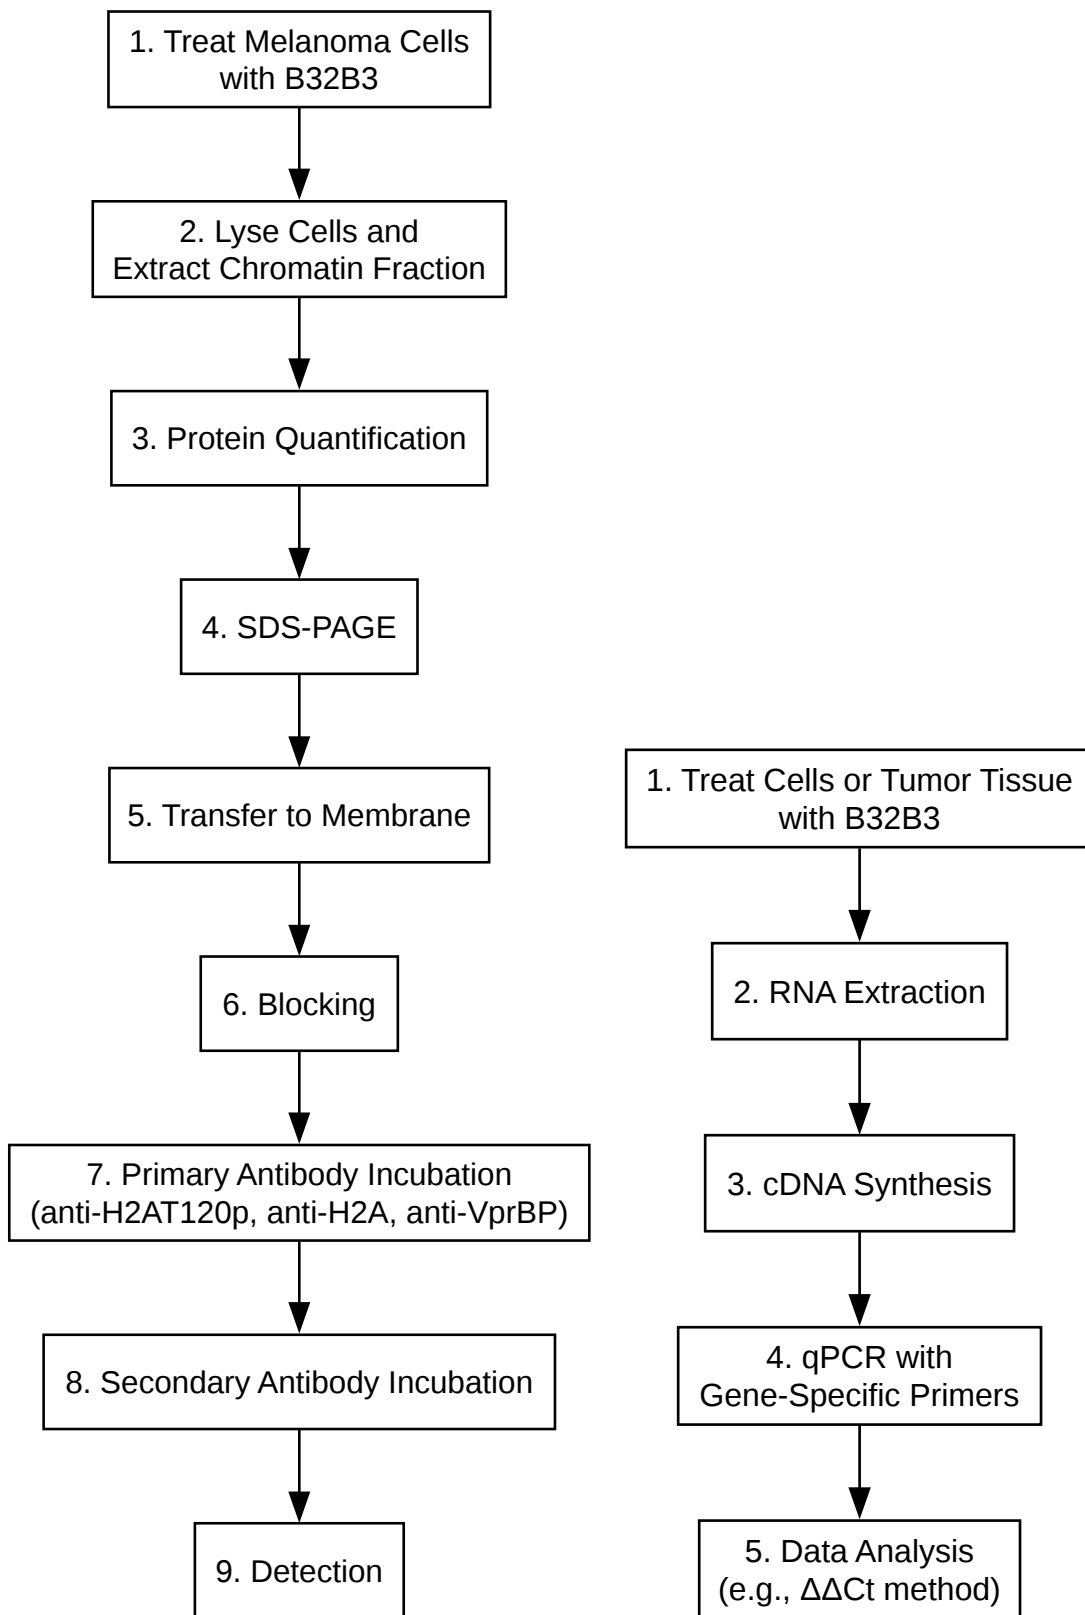 1. Treat Melanoma Cells
with B32B3
2. Lyse Cells and
Extract Chromatin Fraction
3. Protein Quantification
4. SDS-PAGE
5. Transfer to Membrane
6. Blocking
7. Primary Antibody Incubation
(anti-H2AT120p, anti-H2A, anti-VprBP)
8. Secondary Antibody Incubation
9. Detection
1. Treat Cells or Tumor Tissue
with B32B3
2. RNA Extraction
3. cDNA Synthesis
4. qPCR with
Gene-Specific Primers
5. Data Analysis
(e.g., ΔΔCt method)